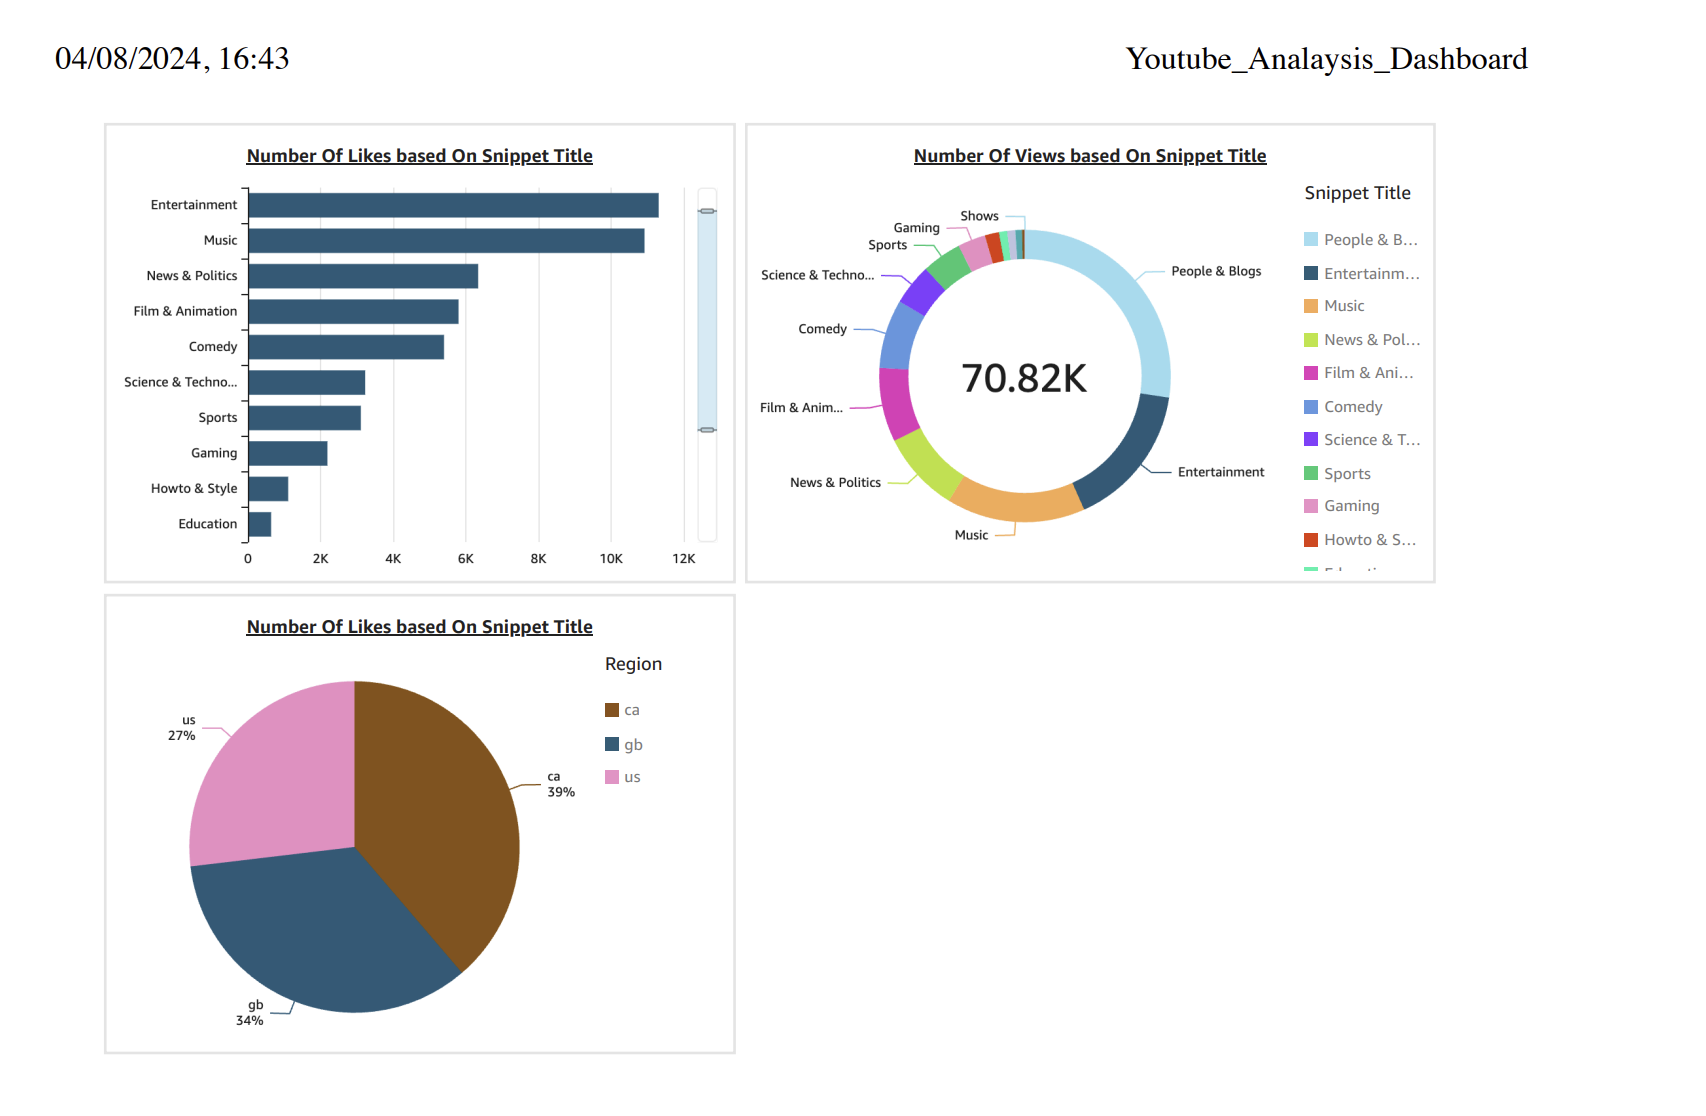 04/08/2024, 16:43
Youtube_Analaysis_Dashboard
Number Of Likes based On Snippet Title
Entertainment
Music
News & Politics
Film & Animation
Comedy
Science & Techno...
Sports
Gaming
Howto & Style
Education
0 2K 4K 6K 8K 10K 12K
Number Of Views based On Snippet Title
Shows
Gaming
Sports
Science & Techno...
Comedy
Film & Anim...
News & Politics
Music
People & Blogs
Entertainment
70.82K
Snippet Title
People & B...
Entertainm...
Music
News & Pol...
Film & Ani...
Comedy
Science & T...
Sports
Gaming
Howto & S...
Number Of Likes based On Snippet Title
us
27%
ca
39%
gb
34%
Region
ca
gb
us